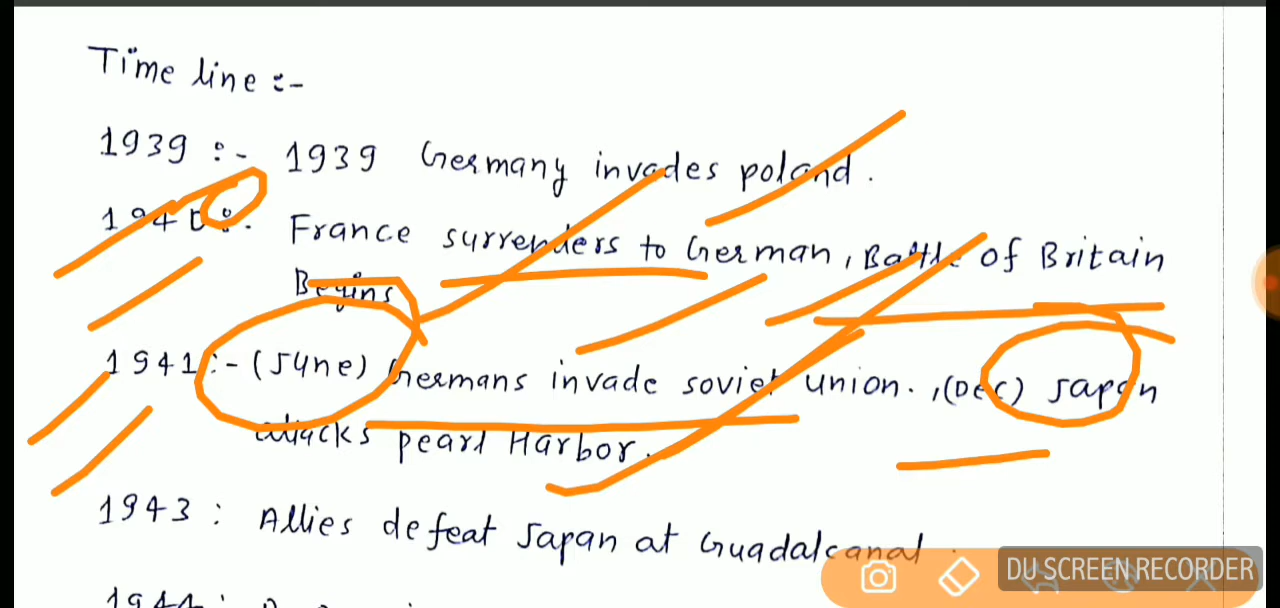 Time line :-
1939 :- 1939 Germany invades poland.
1940 :- France surrenders to German, Battle of Britain
Begins
1941 :- (June) Germans invade soviet union., (Dec) Japan
attacks pearl Harbor.
1943 : Allies defeat Japan at Guadalcanal.
1944 :
DU SCREEN RECORDER